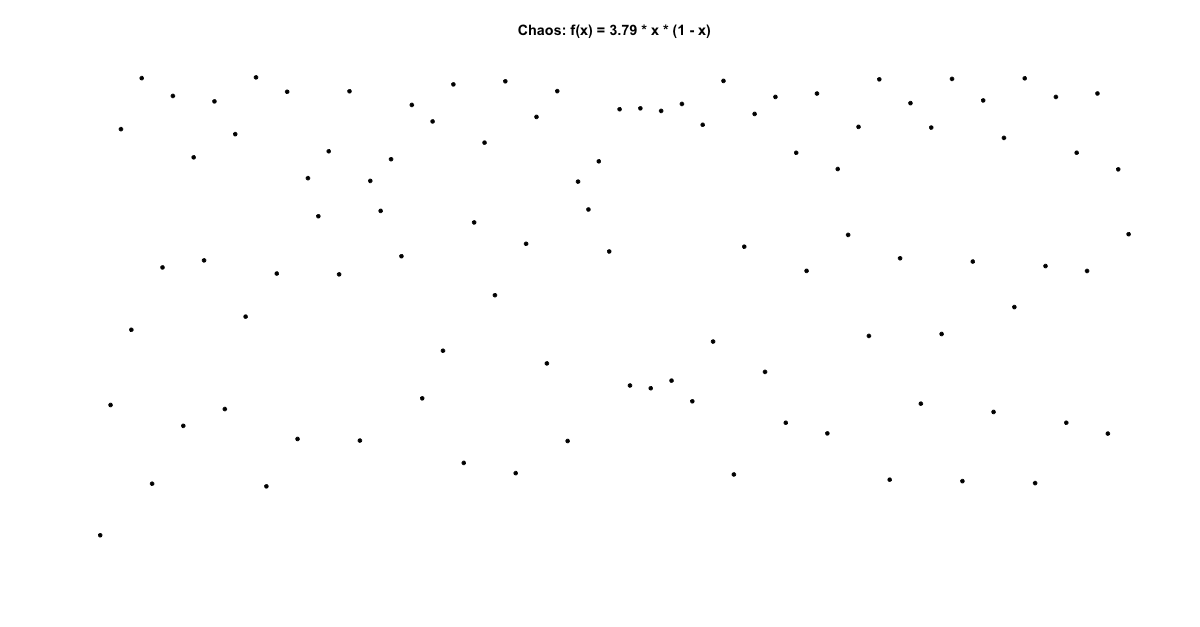 Chaos: f(x) = 3.79 * x * (1 - x)